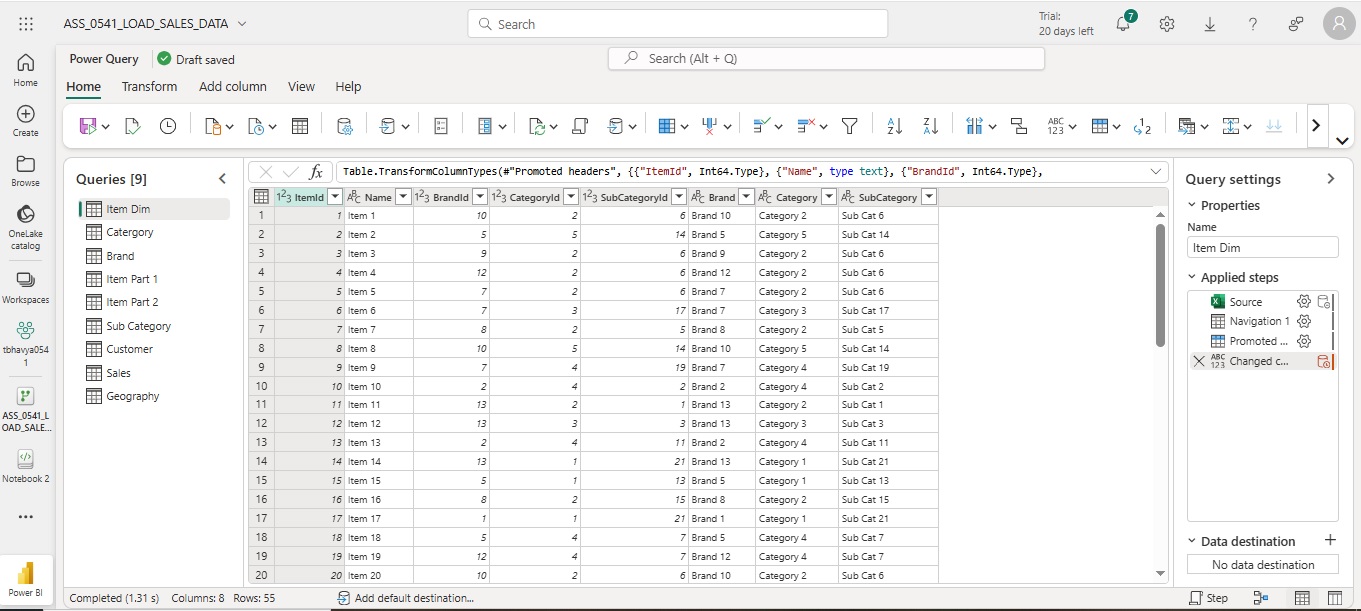 ASS_0541_LOAD_SALES_DATA
Search
Trial:
20 days left
7
Home
Create
Browse
OneLake
catalog
Workspaces
tbhavya054
1
ASS_0541_L
OAD_SALE...
Notebook 2
Power BI
Power Query
Draft saved
Search (Alt + Q)
Home Transform Add column View Help
Queries [9]
Item Dim
Catergory
Brand
Item Part 1
Item Part 2
Sub Category
Customer
Sales
Geography
fx Table.TransformColumnTypes(#"Promoted headers", {{"ItemId", Int64.Type}, {"Name", type text}, {"BrandId", Int64.Type},
ItemId Name BrandId CategoryId SubCategoryId Brand Category SubCategory
1 1 Item 1 10 2 6 Brand 10 Category 2 Sub Cat 6
2 2 Item 2 5 5 14 Brand 5 Category 5 Sub Cat 14
3 3 Item 3 9 2 6 Brand 9 Category 2 Sub Cat 6
4 4 Item 4 12 2 6 Brand 12 Category 2 Sub Cat 6
5 5 Item 5 7 2 6 Brand 7 Category 2 Sub Cat 6
6 6 Item 6 7 3 17 Brand 7 Category 3 Sub Cat 17
7 7 Item 7 8 2 5 Brand 8 Category 2 Sub Cat 5
8 8 Item 8 10 5 14 Brand 10 Category 5 Sub Cat 14
9 9 Item 9 7 4 19 Brand 7 Category 4 Sub Cat 19
10 10 Item 10 2 4 2 Brand 2 Category 4 Sub Cat 2
11 11 Item 11 13 2 1 Brand 13 Category 2 Sub Cat 1
12 12 Item 12 13 3 3 Brand 13 Category 3 Sub Cat 3
13 13 Item 13 2 4 11 Brand 2 Category 4 Sub Cat 11
14 14 Item 14 13 1 21 Brand 13 Category 1 Sub Cat 21
15 15 Item 15 5 1 13 Brand 5 Category 1 Sub Cat 13
16 16 Item 16 8 2 15 Brand 8 Category 2 Sub Cat 15
17 17 Item 17 1 1 21 Brand 1 Category 1 Sub Cat 21
18 18 Item 18 5 4 7 Brand 5 Category 4 Sub Cat 7
19 19 Item 19 12 4 7 Brand 12 Category 4 Sub Cat 7
20 20 Item 20 10 2 6 Brand 10 Category 2 Sub Cat 6
Query settings
Properties
Name
Item Dim
Applied steps
Source
Navigation 1
Promoted ...
Changed c...
Data destination
No data destination
Completed (1.31 s) Columns: 8 Rows: 55
Add default destination...
Step